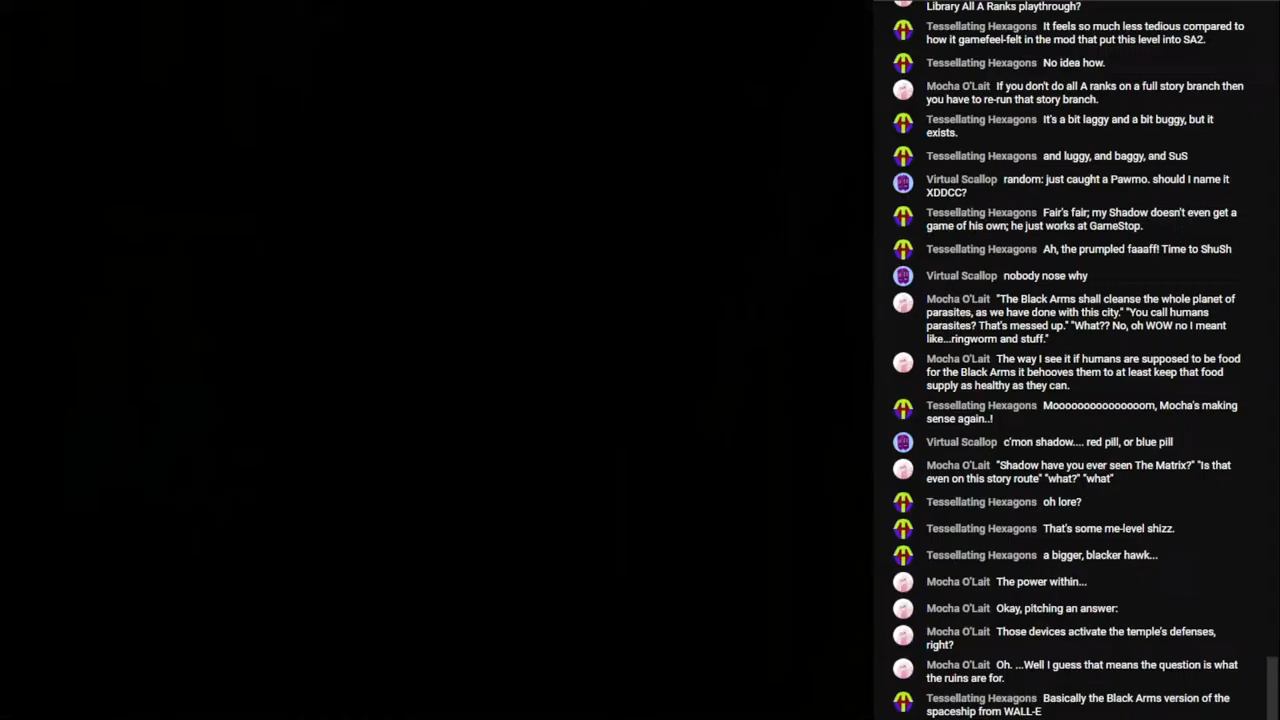 Library All A Ranks playthrough?
Tessellating Hexagons It feels so much less tedious compared to
how it gamefeel-felt in the mod that put this level into SA2.
Tessellating Hexagons No idea how.
Mocha O'Lait If you don't do all A ranks on a full story branch then
you have to re-run that story branch.
Tessellating Hexagons It's a bit laggy and a bit buggy, but it
exists.
Tessellating Hexagons and luggy, and baggy, and SuS
Virtual Scallop random: just caught a Pawmo. should I name it
XDDCC?
Tessellating Hexagons Fair's fair; my Shadow doesn't even get a
game of his own; he just works at GameStop.
Tessellating Hexagons Ah, the prumpled faaaff! Time to ShuSh
Virtual Scallop nobody nose why
Mocha O'Lait "The Black Arms shall cleanse the whole planet of
parasites, as we have done with this city." "You call humans
parasites? That's messed up." "What?? No, oh WOW no I meant
like...ringworm and stuff."
Mocha O'Lait The way I see it if humans are supposed to be food
for the Black Arms it behooves them to at least keep that food
supply as healthy as they can.
Tessellating Hexagons Moooooooooooooom, Mocha's making
sense again..!
Virtual Scallop c'mon shadow.... red pill, or blue pill
Mocha O'Lait "Shadow have you ever seen The Matrix?" "Is that
even on this story route" "what?" "what"
Tessellating Hexagons oh lore?
Tessellating Hexagons That's some me-level shizz.
Tessellating Hexagons a bigger, blacker hawk...
Mocha O'Lait The power within...
Mocha O'Lait Okay, pitching an answer:
Mocha O'Lait Those devices activate the temple's defenses,
right?
Mocha O'Lait Oh. ...Well I guess that means the question is what
the ruins are for.
Tessellating Hexagons Basically the Black Arms version of the
spaceship from WALL-E